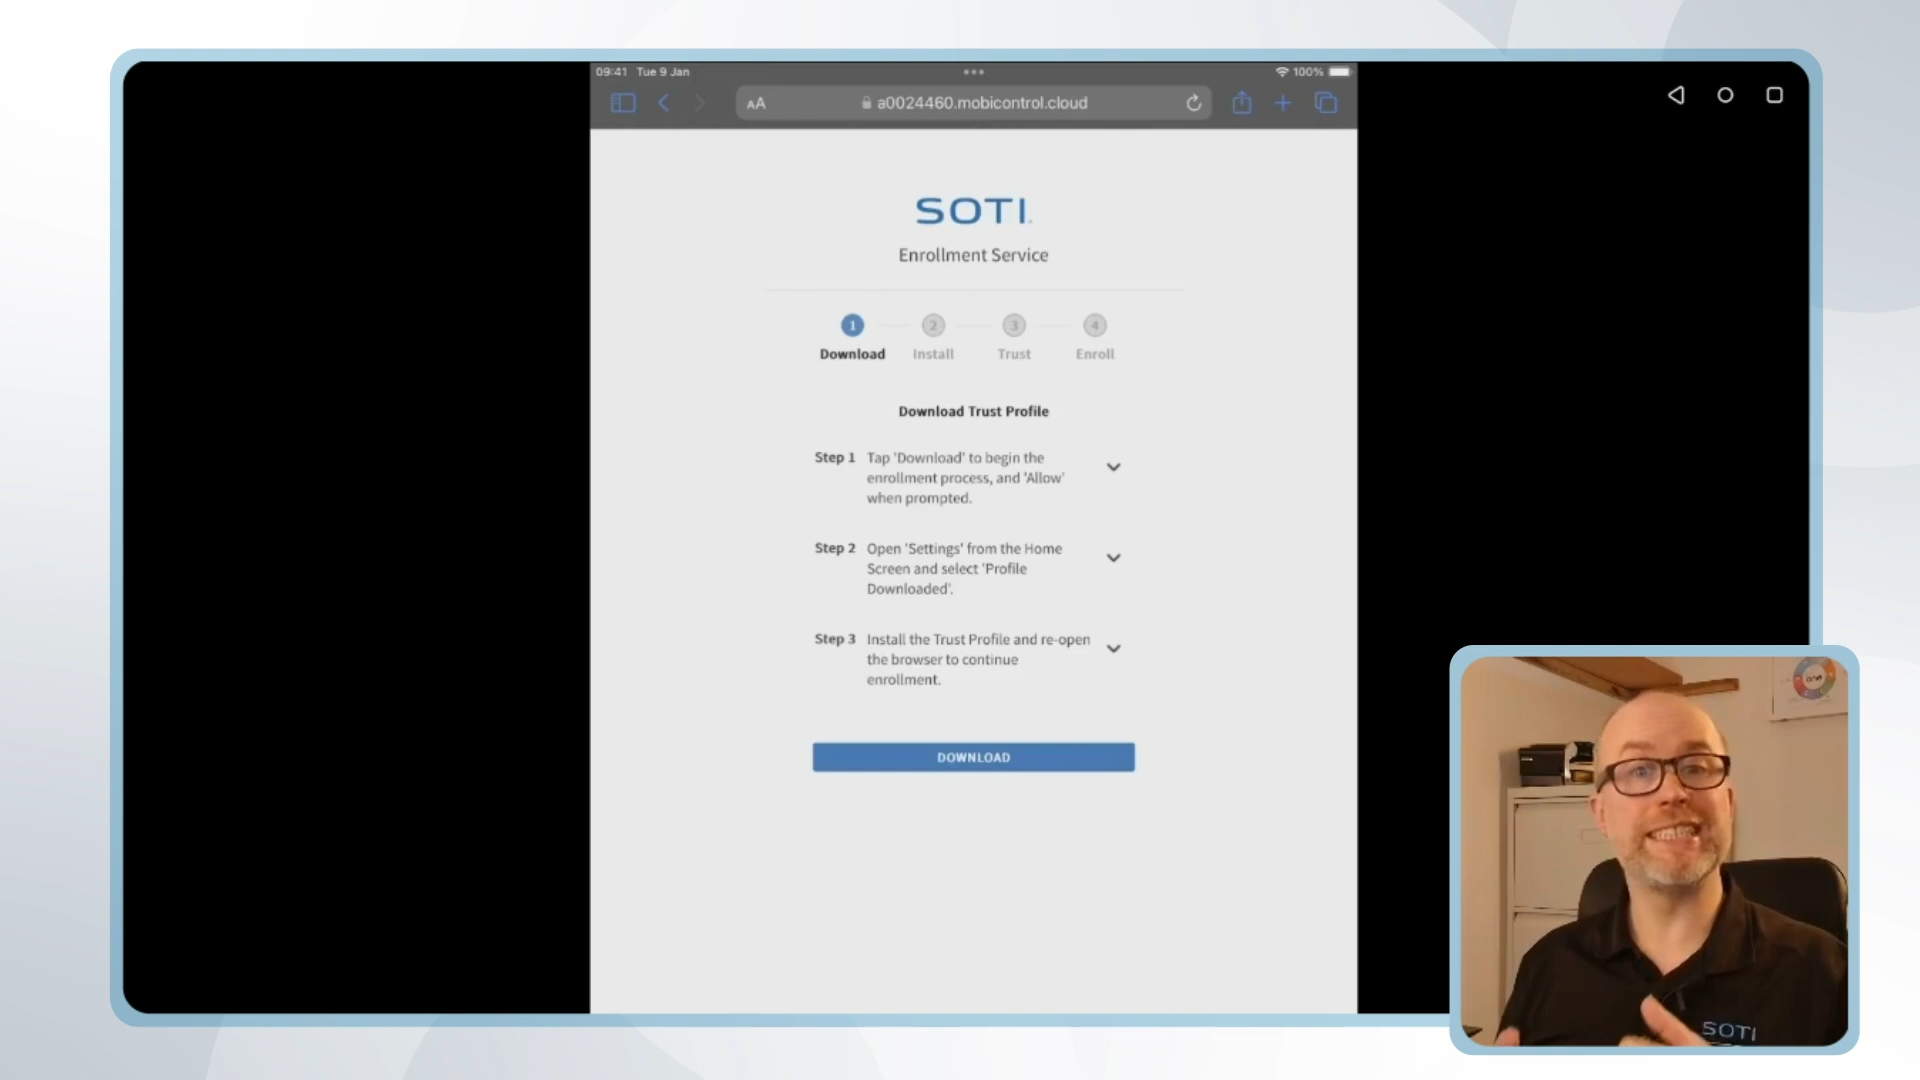 09:41 Tue 9 Jan
100%
AA
a0024460.mobicontrol.cloud
SOTI
Enrollment Service
1 2 3 4
Download Install Trust Enroll
Download Trust Profile
Step 1 Tap 'Download' to begin the
enrollment process, and 'Allow'
when prompted.
Step 2 Open 'Settings' from the Home
Screen and select 'Profile
Downloaded'.
Step 3 Install the Trust Profile and re-open
the browser to continue
enrollment.
DOWNLOAD
one
SOTI